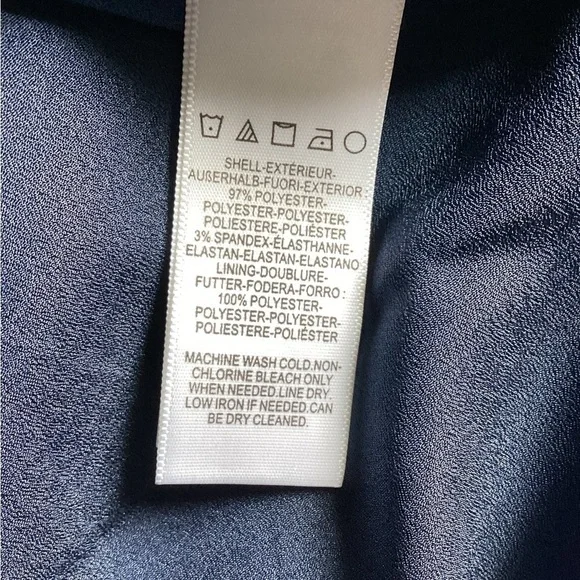 SHELL-EXTÉRIEUR-
AUßERHALB-FUORI-EXTERIOR :
97% POLYESTER-
POLYESTER-POLYESTER-
POLIESTERE-POLIÉSTER
3% SPANDEX-ÉLASTHANNE-
ELASTAN-ELASTAN-ELASTANO
LINING-DOUBLURE-
FUTTER-FODERA-FORRO :
100% POLYESTER-
POLYESTER-POLYESTER-
POLIESTERE-POLIÉSTER
MACHINE WASH COLD.NON-
CHLORINE BLEACH ONLY
WHEN NEEDED.LINE DRY.
LOW IRON IF NEEDED.CAN
BE DRY CLEANED.